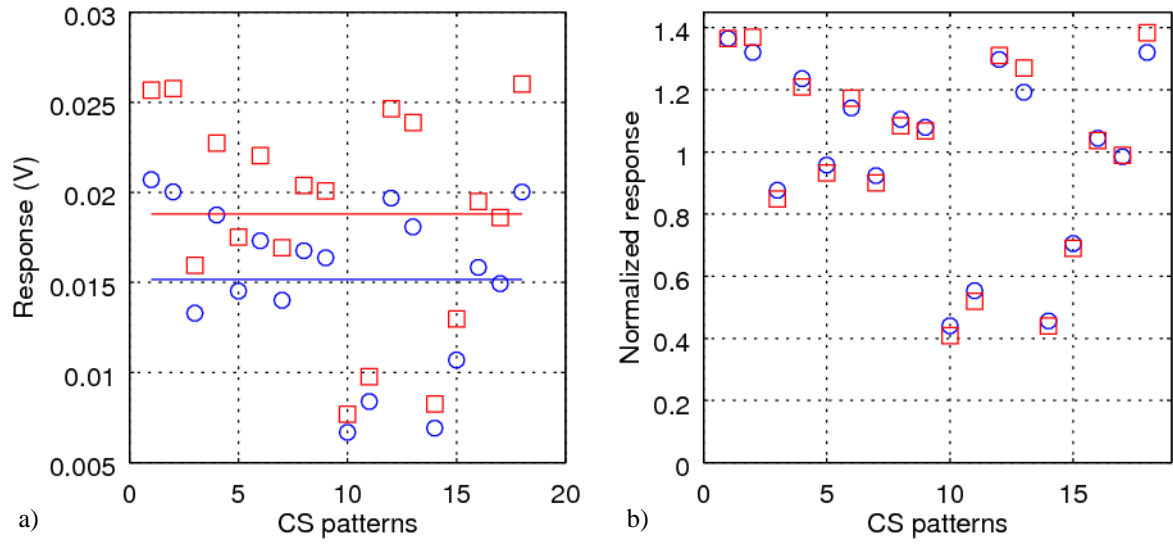 0.03
0.025
0.02
0.015
0.01
0.005
Response (V)
0 5 10 15 20
CS patterns
a)
1.4
1.2
1
0.8
0.6
0.4
0.2
0
Normalized response
0 5 10 15
CS patterns
b)